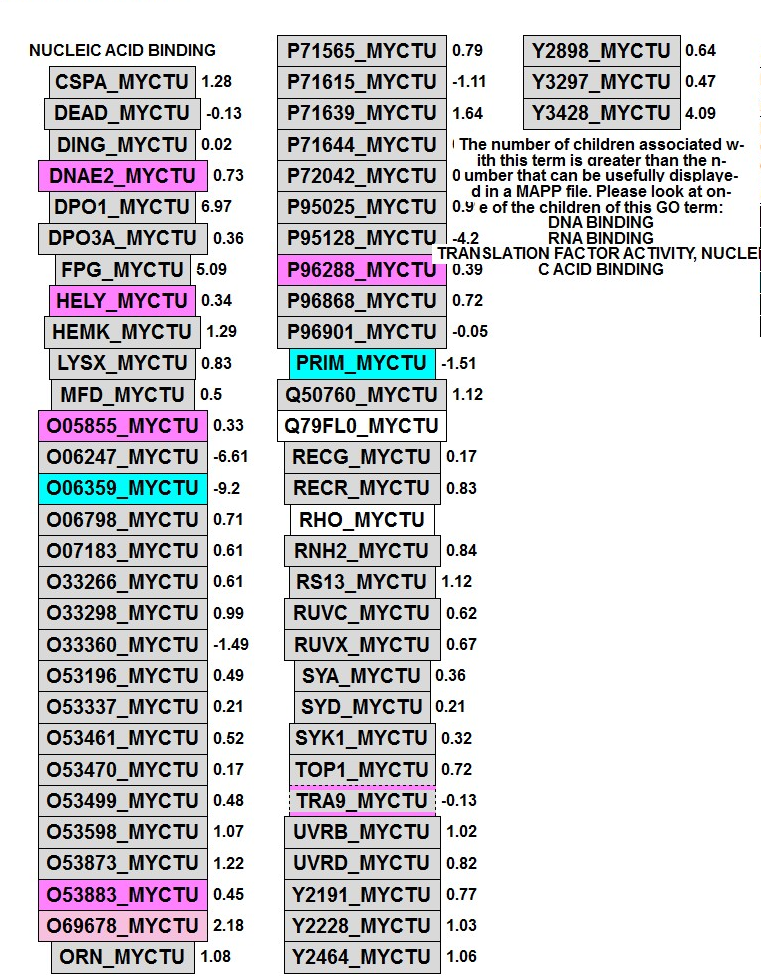 NUCLEIC ACID BINDING
CSPA_MYCTU 1.28
DEAD_MYCTU -0.13
DING_MYCTU 0.02
DNAE2_MYCTU 0.73
DPO1_MYCTU 6.97
DPO3A_MYCTU 0.36
FPG_MYCTU 5.09
HELY_MYCTU 0.34
HEMK_MYCTU 1.29
LYSX_MYCTU 0.83
MFD_MYCTU 0.5
O05855_MYCTU 0.33
O06247_MYCTU -6.61
O06359_MYCTU -9.2
O06798_MYCTU 0.71
O07183_MYCTU 0.61
O33266_MYCTU 0.61
O33298_MYCTU 0.99
O33360_MYCTU -1.49
O53196_MYCTU 0.49
O53337_MYCTU 0.21
O53461_MYCTU 0.52
O53470_MYCTU 0.17
O53499_MYCTU 0.48
O53598_MYCTU 1.07
O53873_MYCTU 1.22
O53883_MYCTU 0.45
O69678_MYCTU 2.18
ORN_MYCTU 1.08
P71565_MYCTU 0.79
P71615_MYCTU -1.11
P71639_MYCTU 1.64
P71644_MYCTU
P72042_MYCTU 0
P95025_MYCTU 0.9
P95128_MYCTU -4.2
P96288_MYCTU 0.39
P96868_MYCTU 0.72
P96901_MYCTU -0.05
PRIM_MYCTU -1.51
Q50760_MYCTU 1.12
Q79FL0_MYCTU
RECG_MYCTU 0.17
RECR_MYCTU 0.83
RHO_MYCTU
RNH2_MYCTU 0.84
RS13_MYCTU 1.12
RUVC_MYCTU 0.62
RUVX_MYCTU 0.67
SYA_MYCTU 0.36
SYD_MYCTU 0.21
SYK1_MYCTU 0.32
TOP1_MYCTU 0.72
TRA9_MYCTU -0.13
UVRB_MYCTU 1.02
UVRD_MYCTU 0.82
Y2191_MYCTU 0.77
Y2228_MYCTU 1.03
Y2464_MYCTU 1.06
Y2898_MYCTU 0.64
Y3297_MYCTU 0.47
Y3428_MYCTU 4.09
The number of children associated w-
ith this term is greater than the n-
umber that can be usefully displaye-
d in a MAPP file. Please look at on-
e of the children of this GO term:
DNA BINDING
RNA BINDING
TRANSLATION FACTOR ACTIVITY, NUCLEI
C ACID BINDING